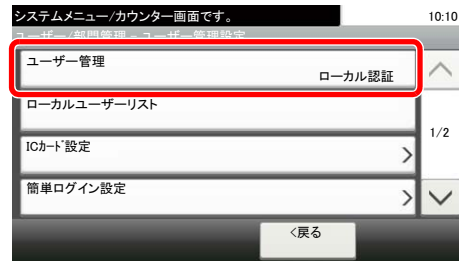 システムメニュー/カウンター画面です。
10:10
ユーザー/部門管理 - ユーザー管理設定
ユーザー管理
ローカル認証
ローカルユーザーリスト
1/2
ICカード設定
簡単ログイン設定
<戻る